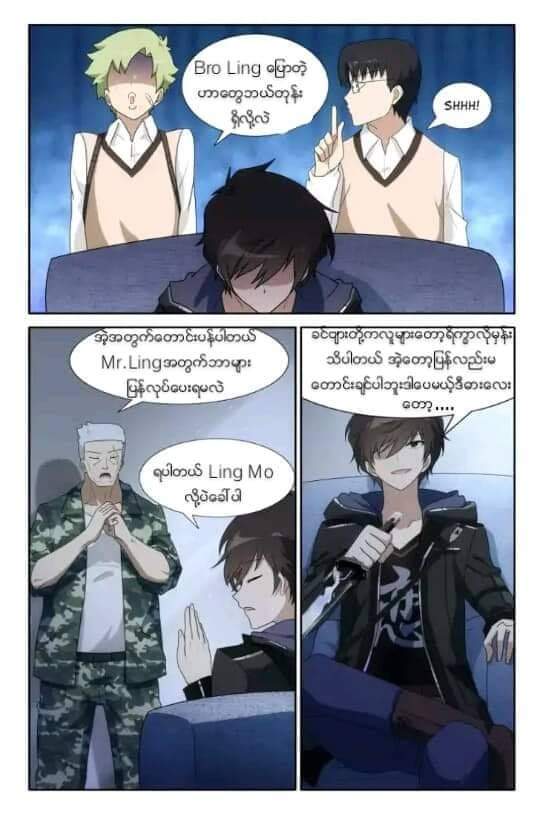 Bro Ling ပြောတဲ့
ဟာတွေဘယ်တုန်း
ရှိလို့လဲ
SHHH!
အဲ့အတွက်တောင်းပန်ပါတယ်
Mr.Lingအတွက်ဘာများ
ပြန်လုပ်ပေးရမလဲ
ရပါတယ် Ling Mo
လို့ပဲခေါ်ပါ
ခင်ဗျားတို့ကလူများတော့ရိက္ခာလိုမှန်း
သိပါတယ် အဲ့တော့ပြန်လည်းမ
တောင်းချင်ပါဘူးဒါပေမယ့်ဒီဓားလေး
တော့....